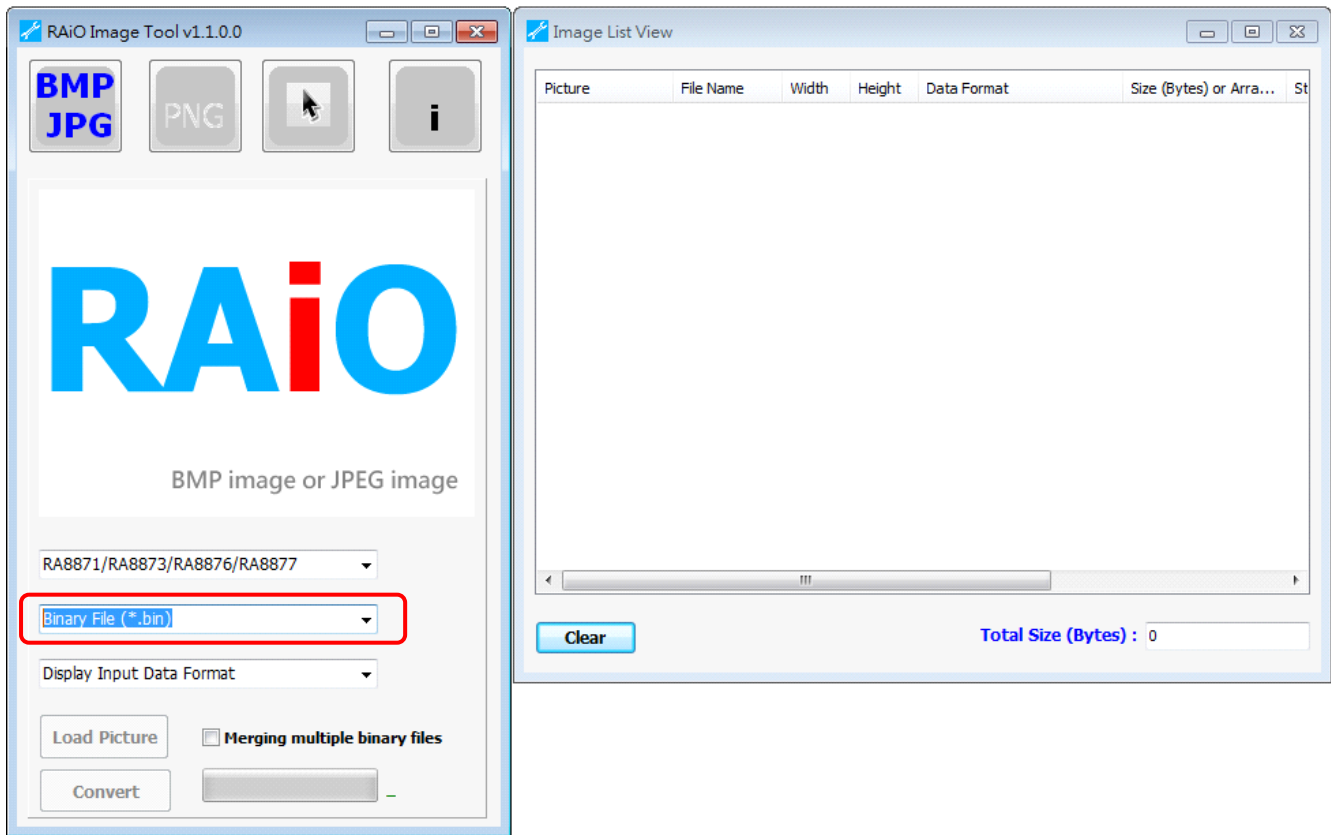 RAiO Image Tool v1.1.0.0
BMP
JPG
PNG
i
RAiO
BMP image or JPEG image
RA8871/RA8873/RA8876/RA8877
Binary File (*.bin)
Display Input Data Format
Load Picture
Merging multiple binary files
Convert
_
Image List View
Picture File Name Width Height Data Format Size (Bytes) or Arra... St
Clear
Total Size (Bytes) : 0